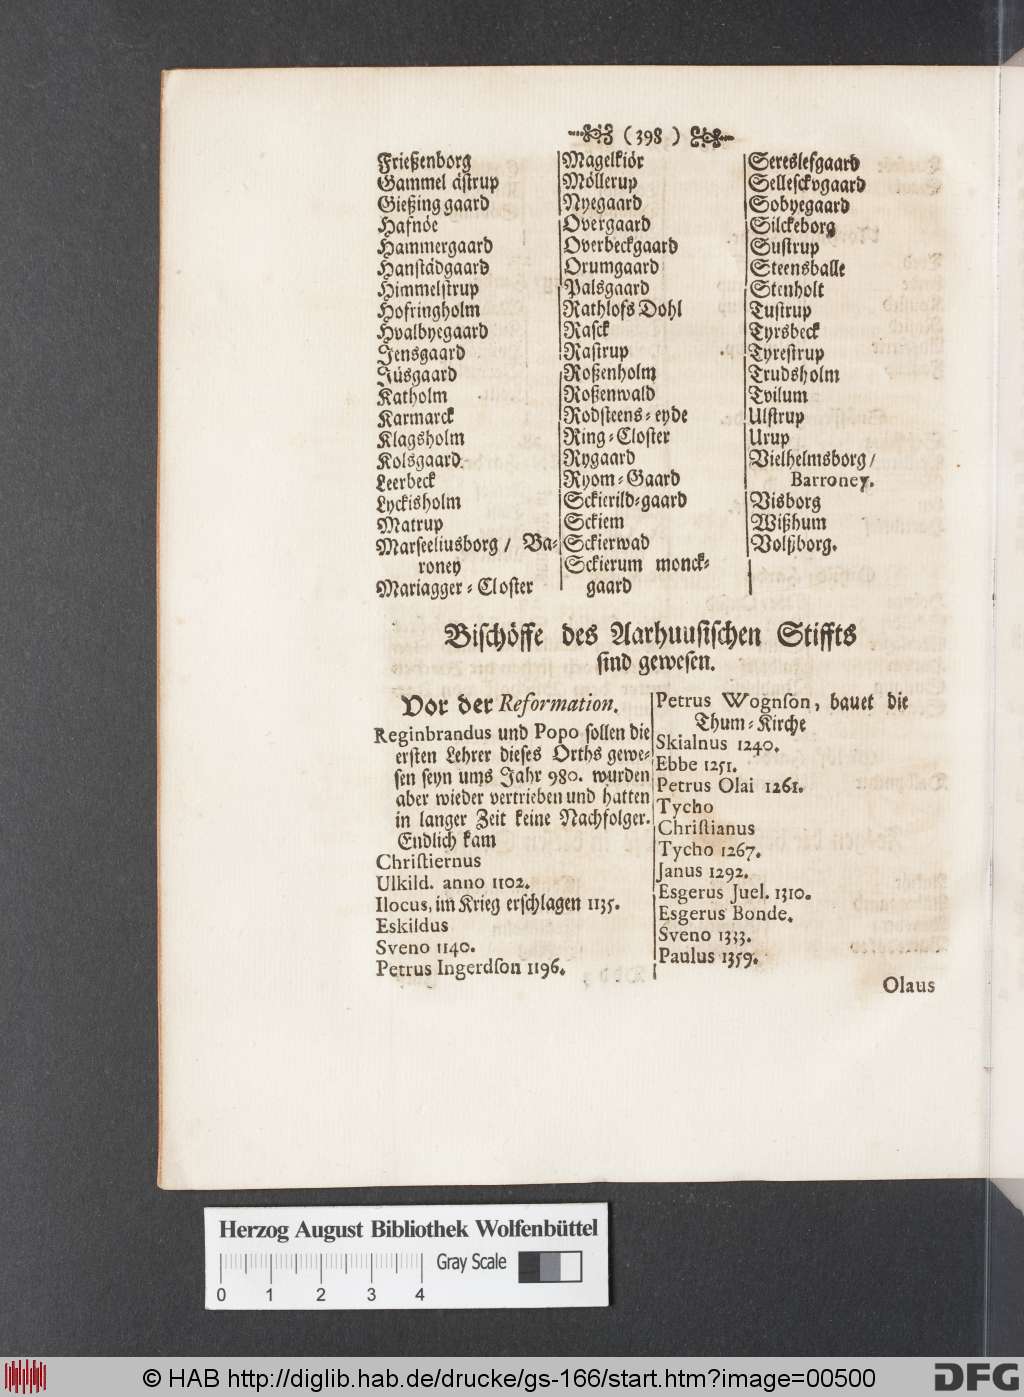 (398)
Frießenborg
Gammel ästrup
Gießinggaard
Hafnöe
Hammergaard
Hanstädgaard
Himmelstrup
Hofringholm
Hvalbyegaard
Jensgaard
Jüsgaard
Katholm
Karmarck
Klagsholm
Kolsgaard
Leerbeck
Lyckisholm
Matrup
Marseeliusborg / Ba-
roney
Mariagger-Closter
Magelkiör
Möllerup
Nyegaard
Overgaard
Overbeckgaard
Orumgaard
Palsgaard
Rathlofs Dohl
Rasck
Rastrup
Roßenholm
Roßenwald
Rodsteens-eyde
Ring-Closter
Rygaard
Ryom-Gaard
Sckierild-gaard
Sckiem
Sckierwad
Sckierum monck-
gaard
Sereslefgaard
Sellesckvgaard
Sobyegaard
Silckeborg
Sustrup
Steensballe
Stenholt
Tustrup
Tyrsbeck
Tyrestrup
Trudsholm
Tvilum
Ulstrup
Urup
Vielhelmsborg /
Barroney.
Visborg
Wißhum
Volßborg.
Bischöffe des Aarhuusischen Stiffts
sind gewesen.
Vor der Reformation.
Reginbrandus und Popo sollen die
ersten Lehrer dieses Orths gewe-
sen seyn ums Jahr 980. wurden
aber wieder vertrieben und hatten
in langer Zeit keine Nachfolger.
Endlich kam
Christiernus
Ulkild. anno 1102.
Ilocus, im Krieg erschlagen 1135.
Eskildus
Sveno 1140.
Petrus Ingerdson 1196.
Petrus Wognson, bauet die
Thum-Kirche
Skialnus 1240.
Ebbe 1251.
Petrus Olai 1261.
Tycho
Christianus
Tycho 1267.
Janus 1292.
Esgerus Juel. 1310.
Esgerus Bonde.
Sveno 1333.
Paulus 1359.
Olaus
Herzog August Bibliothek Wolfenbüttel
Gray Scale
0 1 2 3 4
© HAB http://diglib.hab.de/drucke/gs-166/start.htm?image=00500
DFG